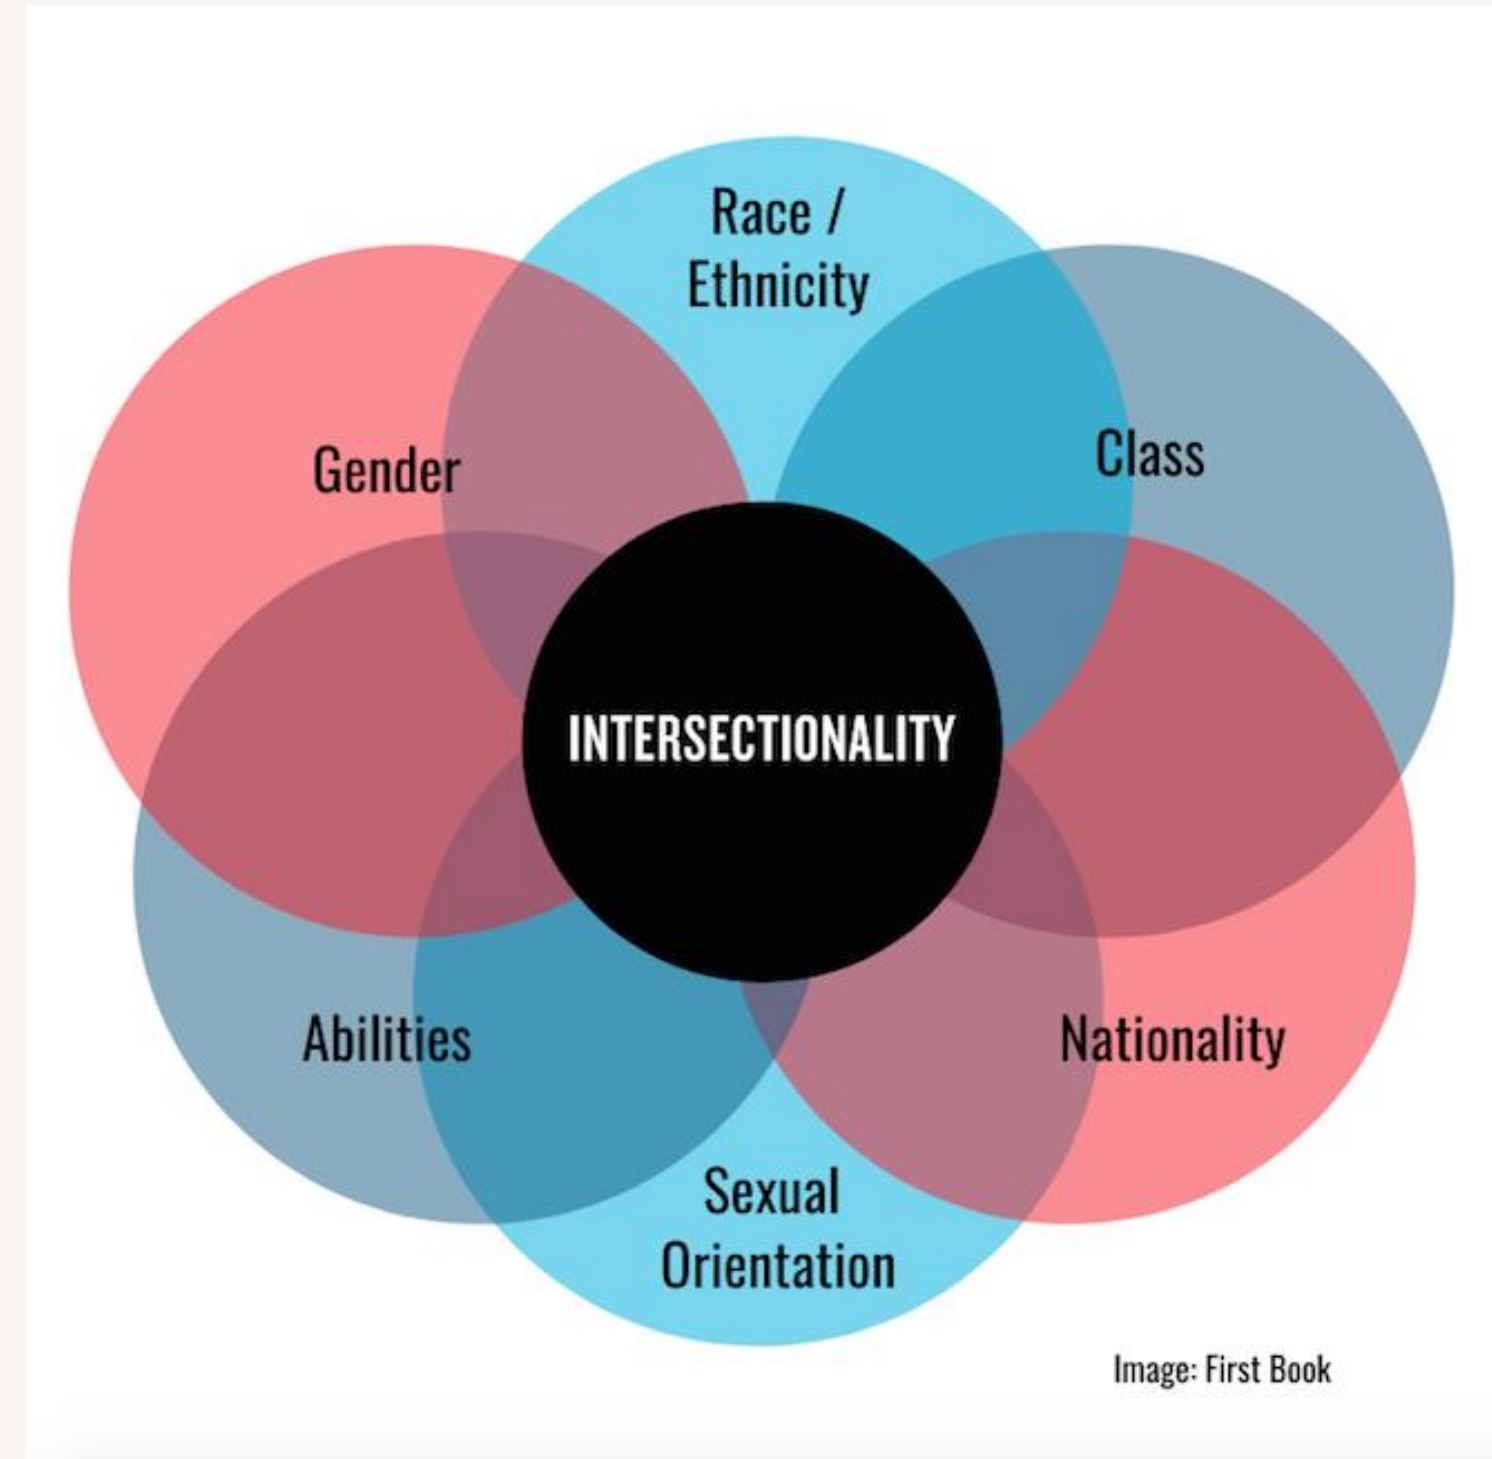 Race /
Ethnicity
Gender
Class
INTERSECTIONALITY
Abilities
Nationality
Sexual
Orientation
Image: First Book